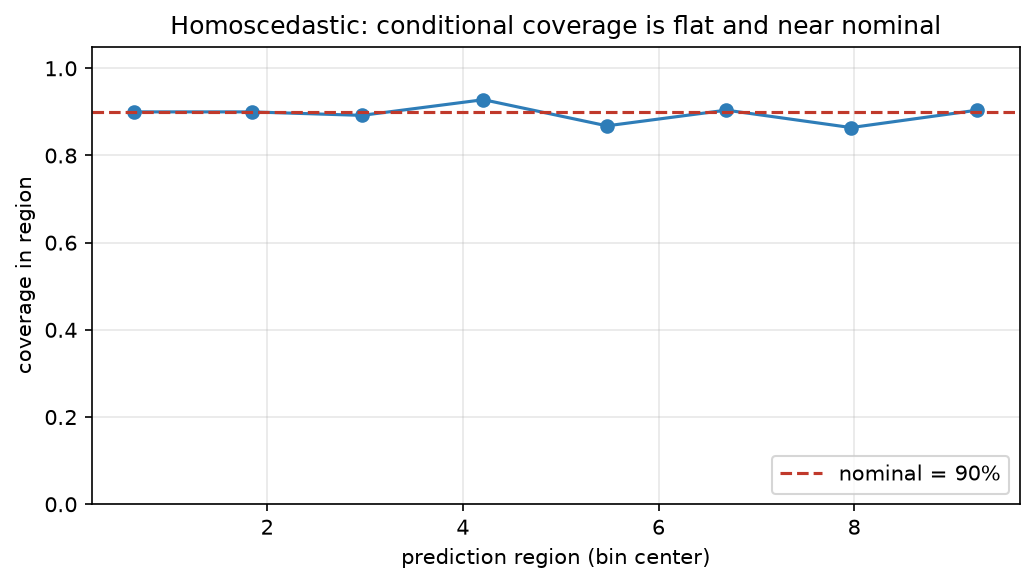 Homoscedastic: conditional coverage is flat and near nominal
1.0
0.8
0.6
0.4
0.2
0.0
coverage in region
nominal = 90%
2 4 6 8
prediction region (bin center)